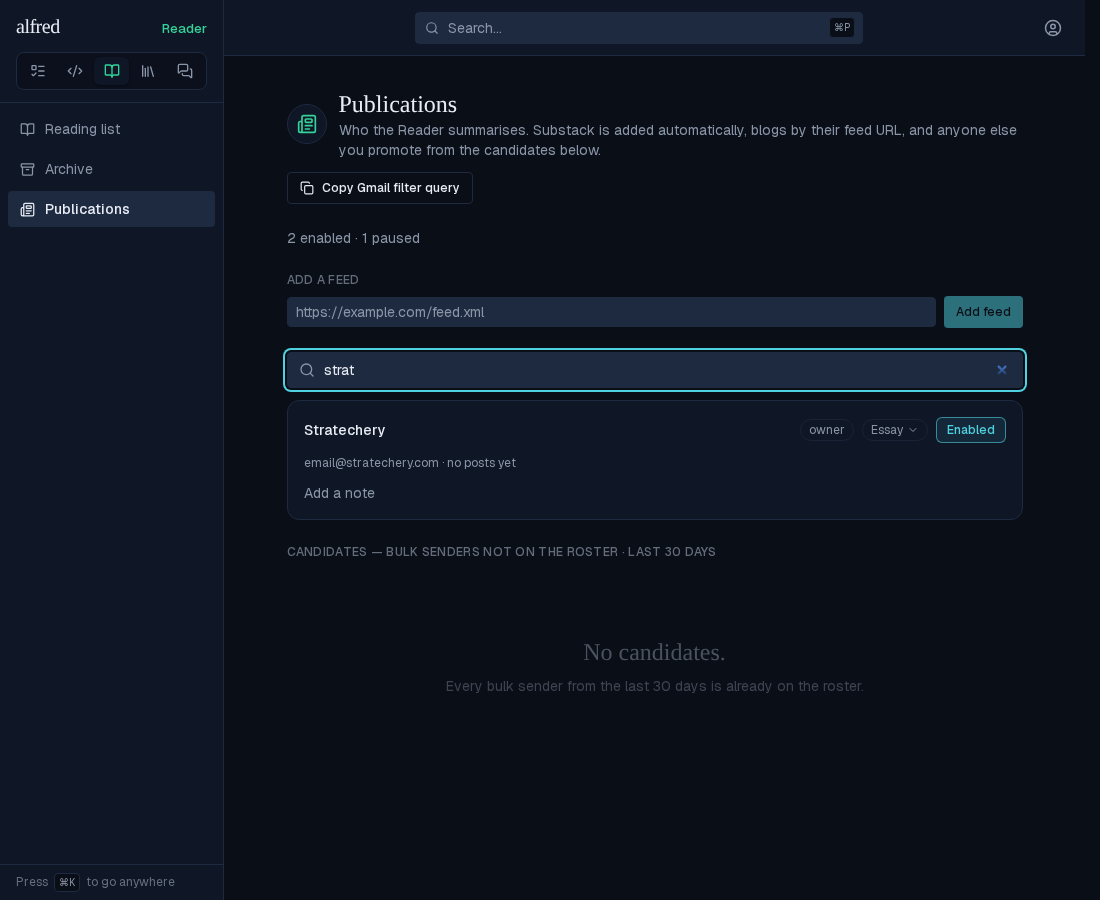 alfred
Reader
Search...
⌘P
Reading list
Archive
Publications
Press ⌘K to go anywhere
Publications
Who the Reader summarises. Substack is added automatically, blogs by their feed URL, and anyone else
you promote from the candidates below.
Copy Gmail filter query
2 enabled · 1 paused
ADD A FEED
https://example.com/feed.xml
Add feed
strat
Stratechery
owner
Essay
Enabled
email@stratechery.com · no posts yet
Add a note
CANDIDATES — BULK SENDERS NOT ON THE ROSTER · LAST 30 DAYS
No candidates.
Every bulk sender from the last 30 days is already on the roster.